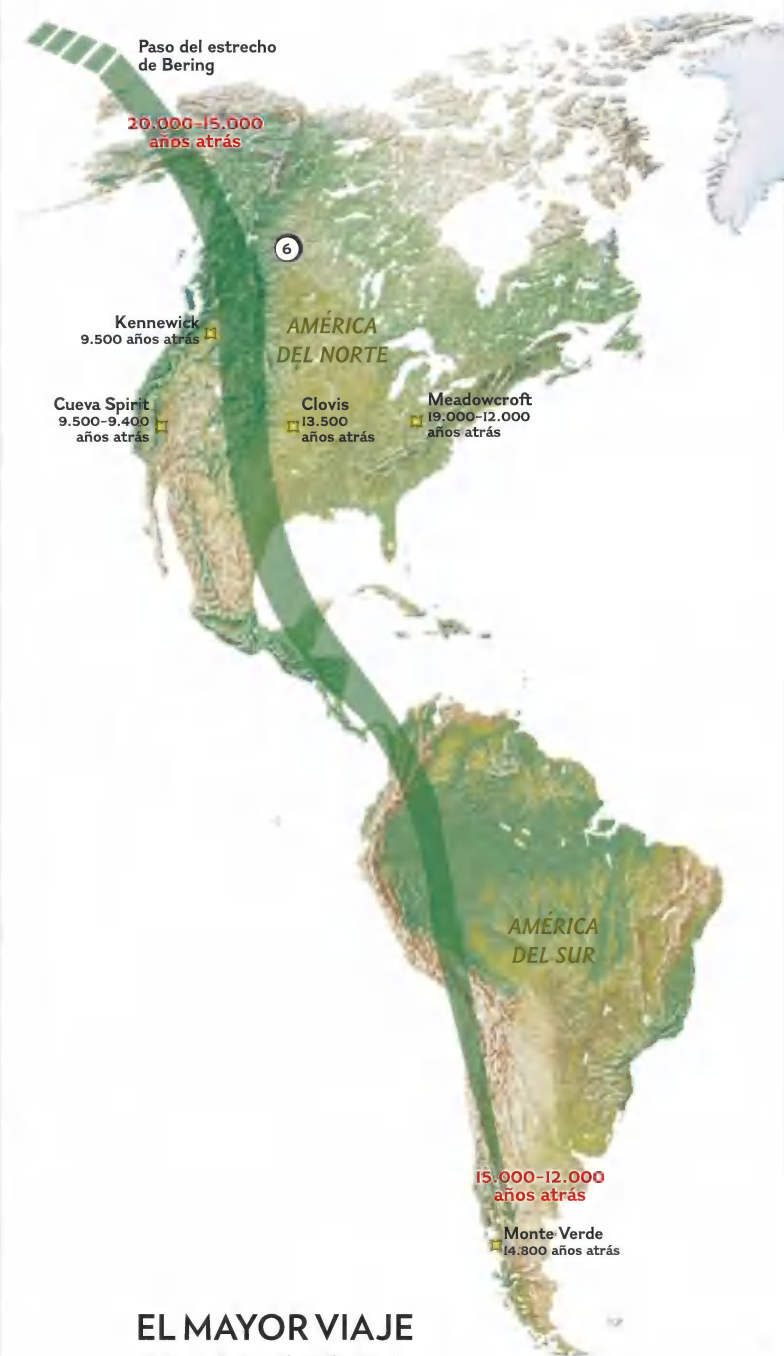 Paso del estrecho
de Bering
20.000-15.000
años atrás
6
Kennewick
9.500 años atrás
AMÉRICA
DEL NORTE
Cueva Spirit
9.500-9.400
años atrás
Clovis
13.500
años atrás
Meadowcroft
19.000-12.000
años atrás
AMÉRICA
DEL SUR
15.000-12.000
años atrás
Monte Verde
14.800 años atrás
EL MAYOR VIAJE